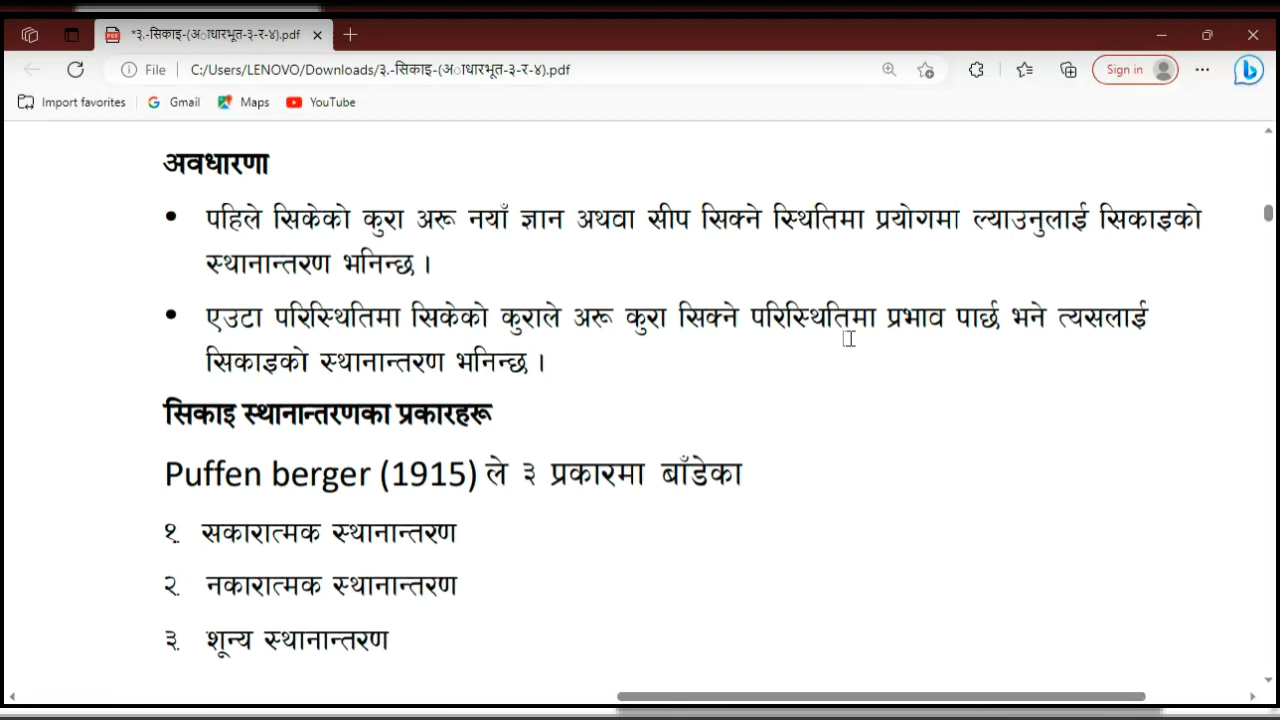 *३.-सिकाइ-(अाधारभूत-३-र-४).pdf
File C:/Users/LENOVO/Downloads/३.-सिकाइ-(अाधारभूत-३-र-४).pdf Sign in
Import favorites Gmail Maps YouTube
अवधारणा
• पहिले सिकेको कुरा अरू नयाँ ज्ञान अथवा सीप सिक्ने स्थितिमा प्रयोगमा ल्याउनुलाई सिकाइको
स्थानान्तरण भनिन्छ ।
• एउटा परिस्थितिमा सिकेको कुराले अरू कुरा सिक्ने परिस्थितिमा प्रभाव पार्छ भने त्यसलाई
सिकाइको स्थानान्तरण भनिन्छ ।
सिकाइ स्थानान्तरणका प्रकारहरू
Puffen berger (1915) ले ३ प्रकारमा बाँडेका
१. सकारात्मक स्थानान्तरण
२. नकारात्मक स्थानान्तरण
३. शून्य स्थानान्तरण